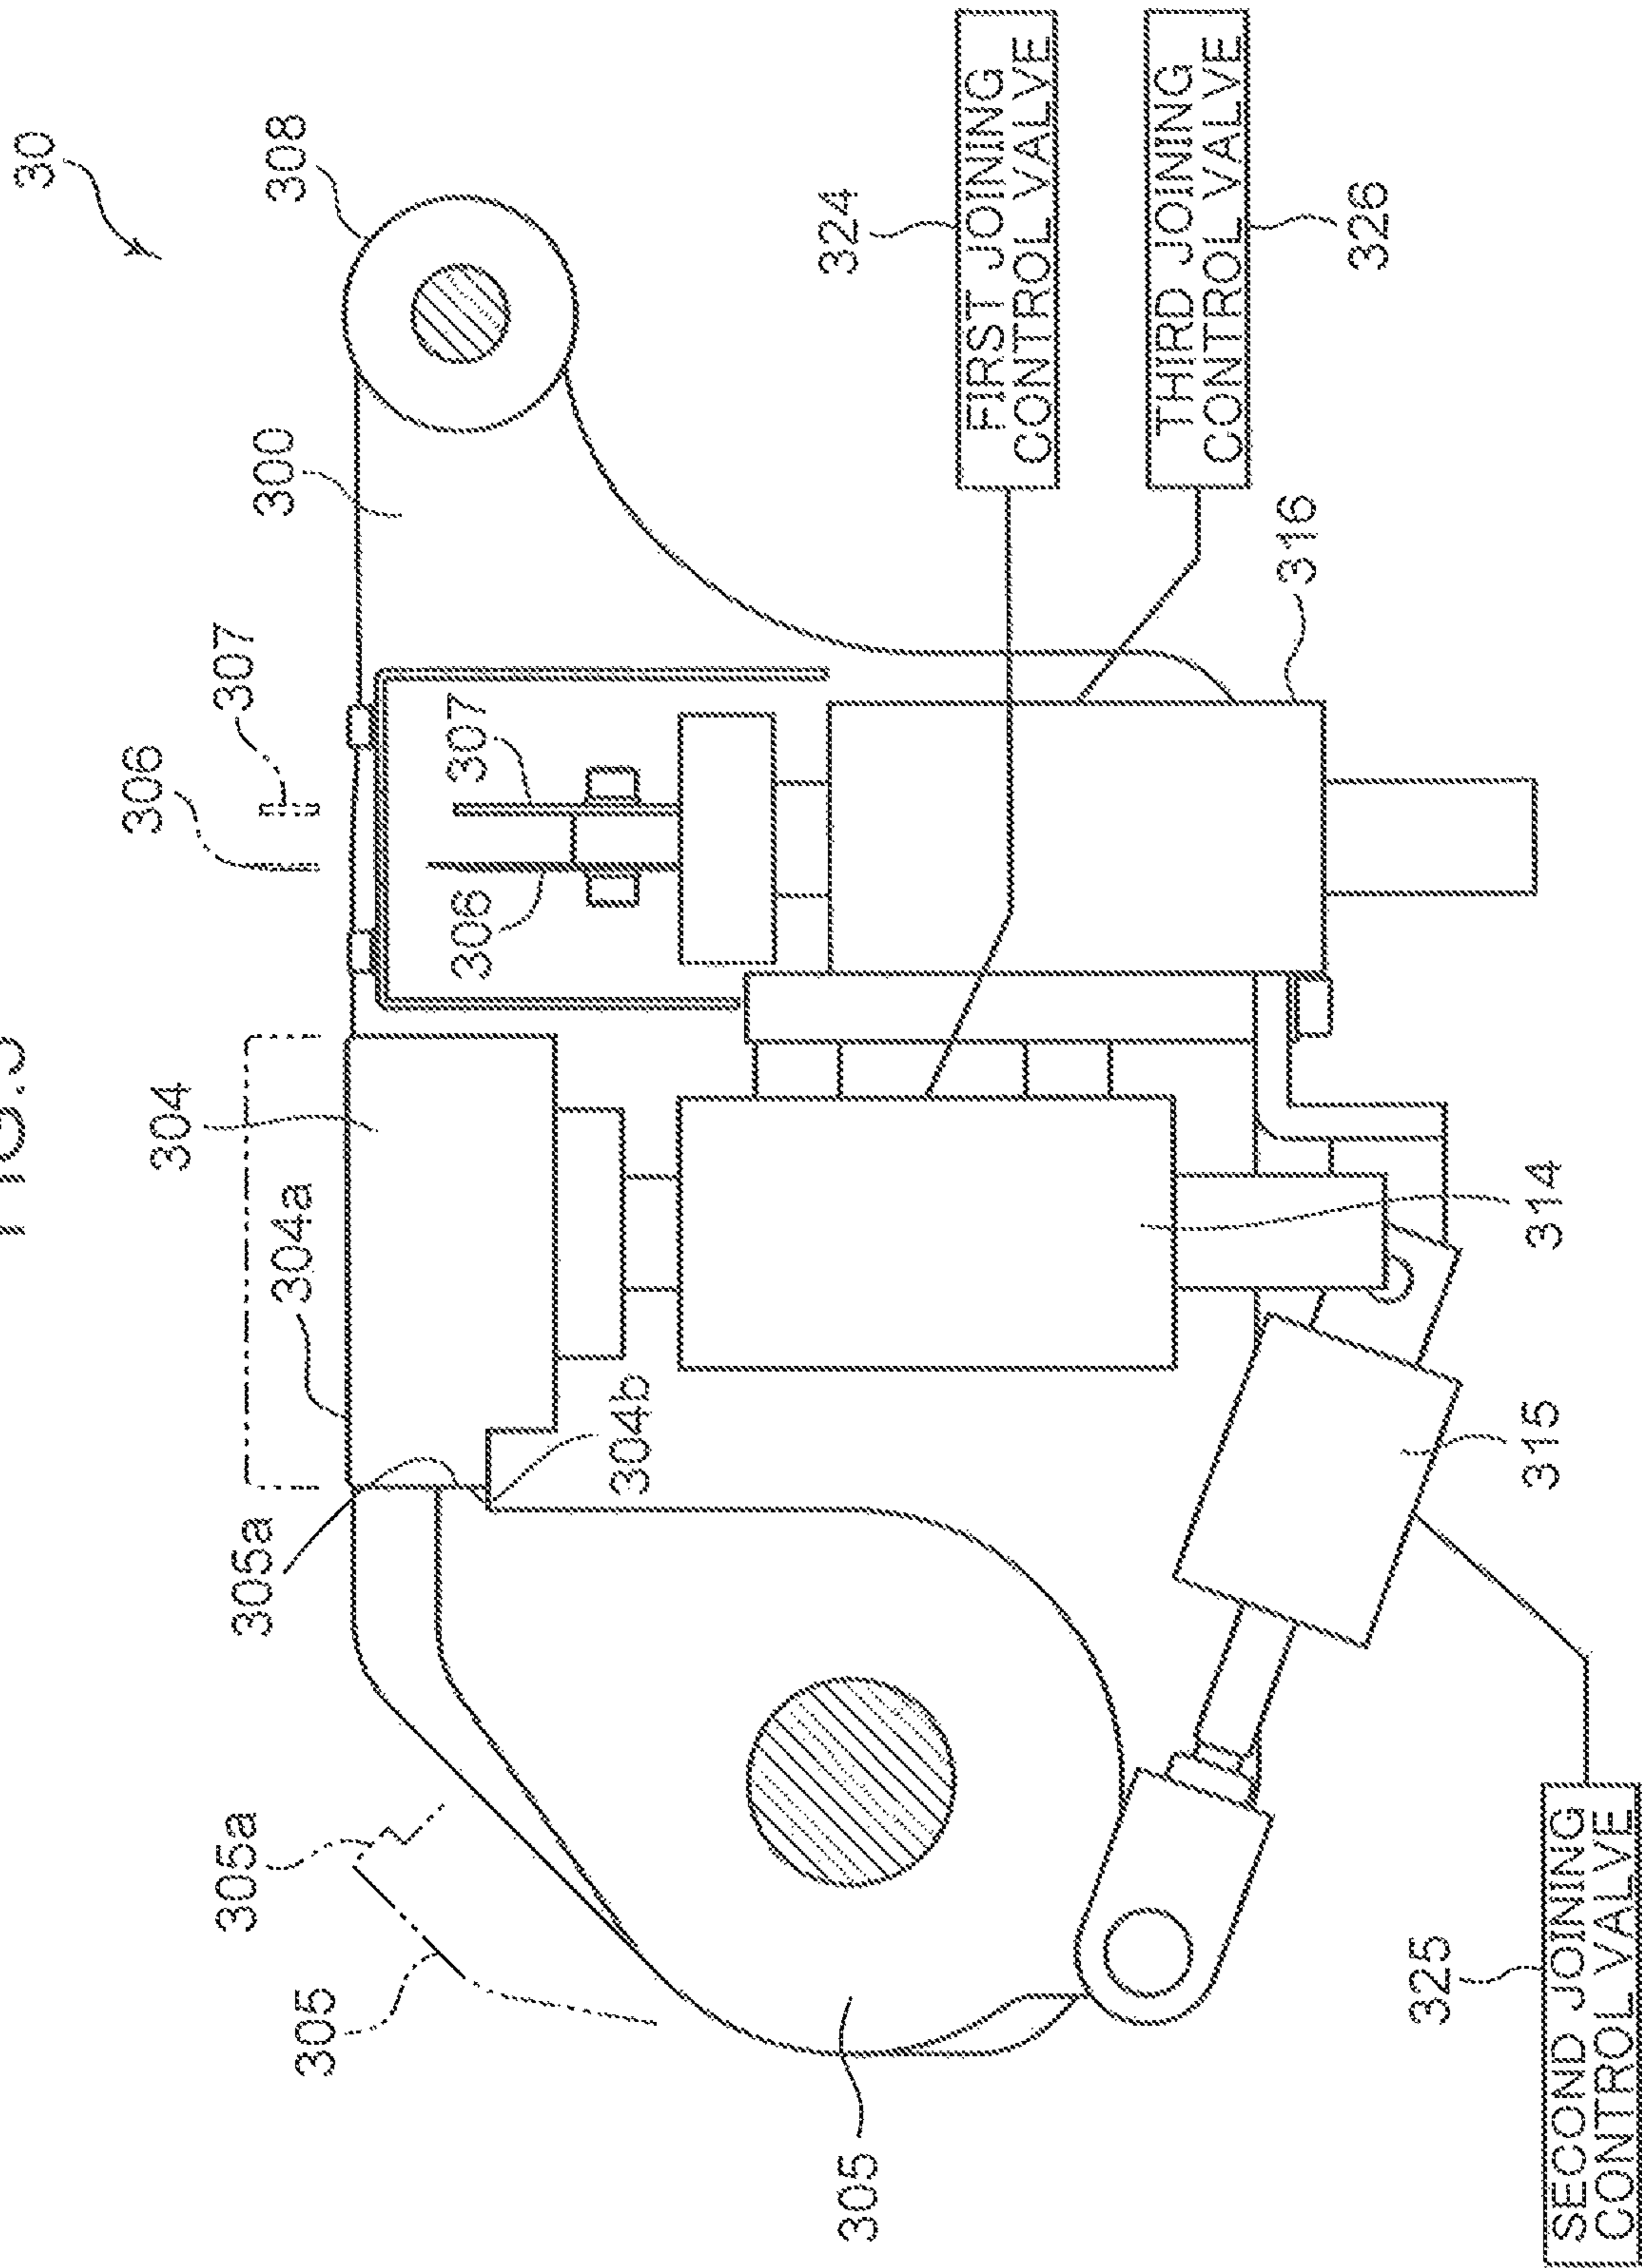 30
304
306
305a
305a
304a
307
305
300
308
306
307
304b
324
305
FIRST JOINING
CONTROL VALVE
THIRD JOINING
CONTROL VALVE
316
326
325
315
314
SECOND JOINING
CONTROL VALVE